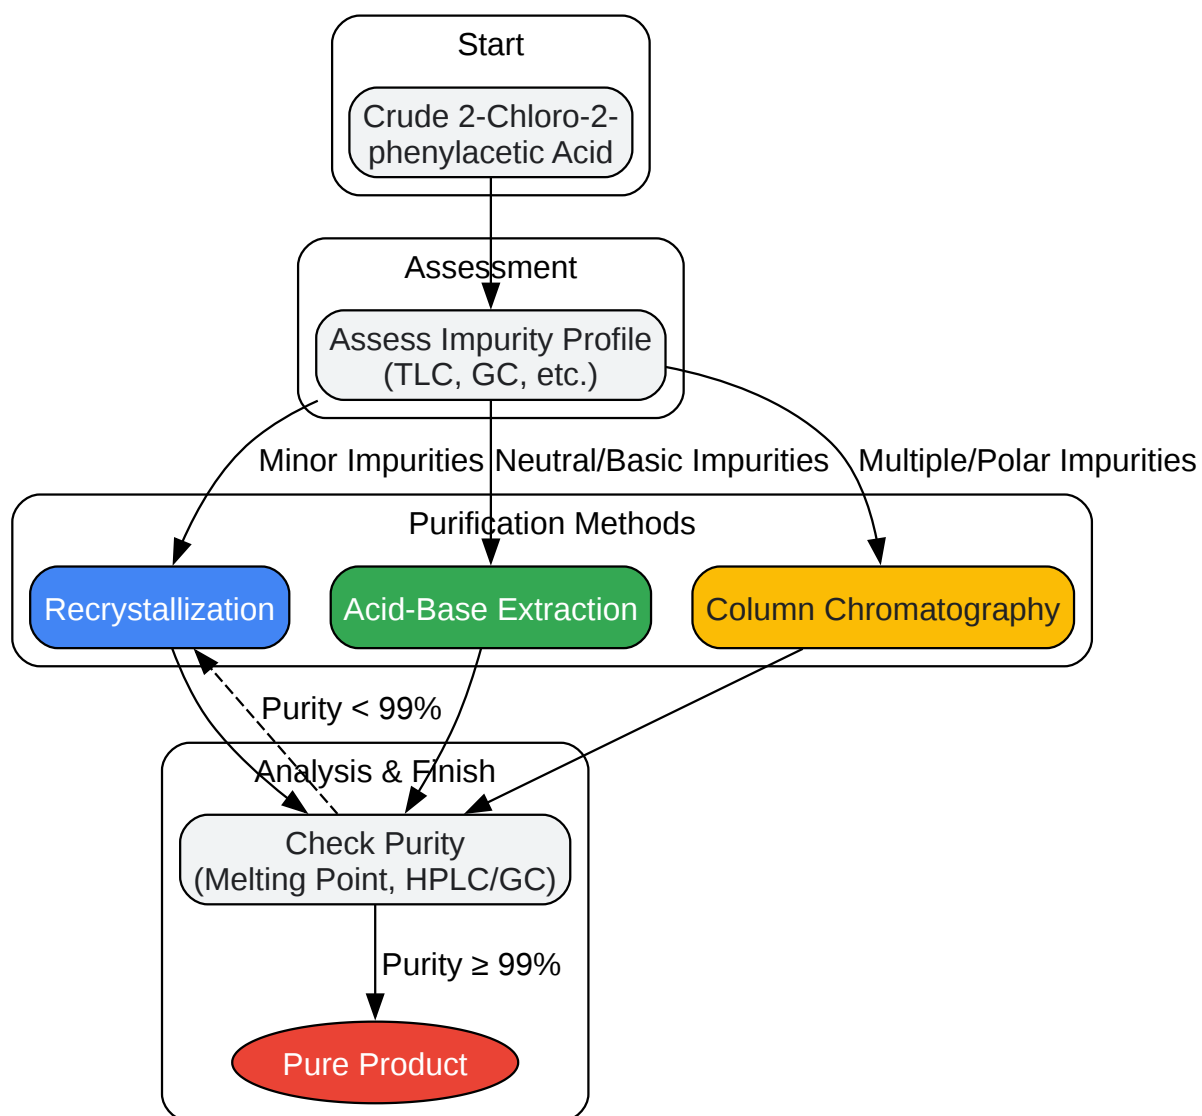 Start
Crude 2-Chloro-2-
phenylacetic Acid
Assessment
Assess Impurity Profile
(TLC, GC, etc.)
Minor Impurities
Neutral/Basic Impurities
Multiple/Polar Impurities
Purification Methods
Recrystallization
Acid-Base Extraction
Column Chromatography
Purity < 99%
Analysis & Finish
Check Purity
(Melting Point, HPLC/GC)
Purity ≥ 99%
Pure Product